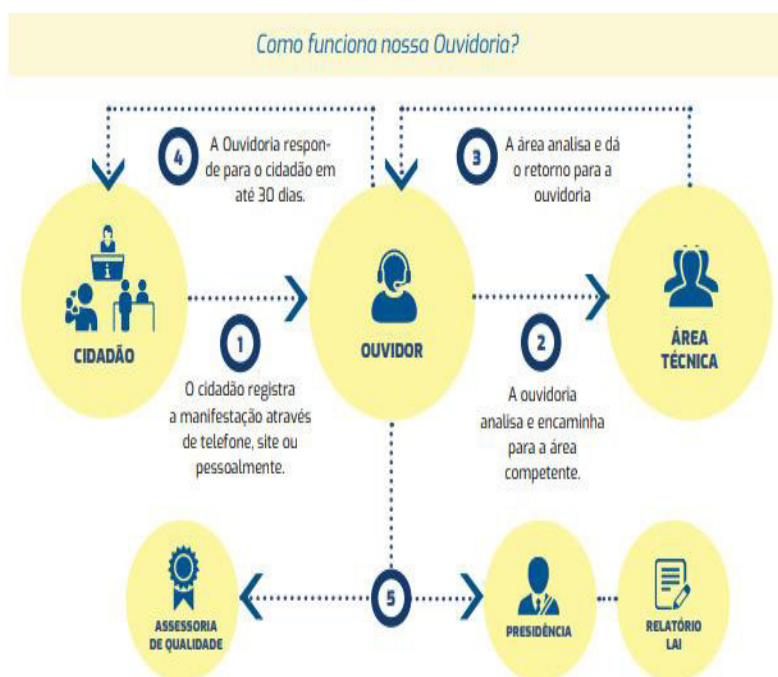 Como funciona nossa Ouvidoria?
4
A Ouvidoria respon-
de para o cidadão em
até 30 dias.
3
A área analisa e dá
o retorno para a
ouvidoria
i
CIDADÃO
OUVIDOR
ÁREA
TÉCNICA
1
O cidadão registra
a manifestação através
de telefone, site ou
pessoalmente.
2
A ouvidoria
analisa e encaminha
para a área
competente.
5
ASSESSORIA
DE QUALIDADE
PRESIDÊNCIA
RELATÓRIO
LAI